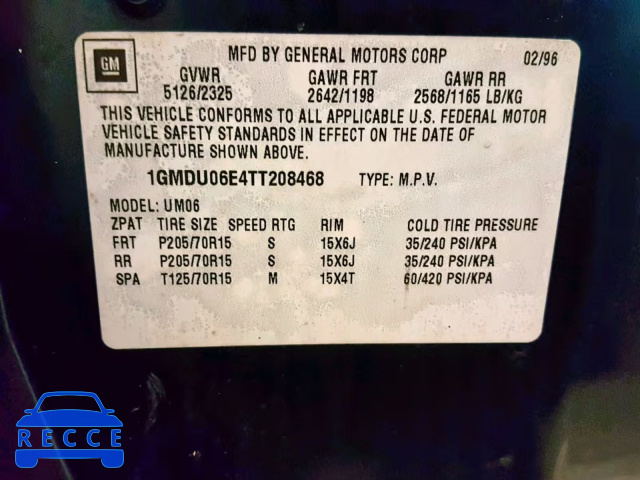 GM
MFD BY GENERAL MOTORS CORP 02/96
GVWR GAWR FRT GAWR RR
5126/2325 2642/1198 2568/1165 LB/KG
THIS VEHICLE CONFORMS TO ALL APPLICABLE U.S. FEDERAL MOTOR
VEHICLE SAFETY STANDARDS IN EFFECT ON THE DATE OF
MANUFACTURE SHOWN ABOVE.
1GMDU06E4TT208468 TYPE: M.P.V.
MODEL: UM06
ZPAT TIRE SIZE SPEED RTG RIM COLD TIRE PRESSURE
FRT P205/70R15 S 15X6J 35/240 PSI/KPA
RR P205/70R15 S 15X6J 35/240 PSI/KPA
SPA T125/70R15 M 15X4T 60/420 PSI/KPA
RECCE